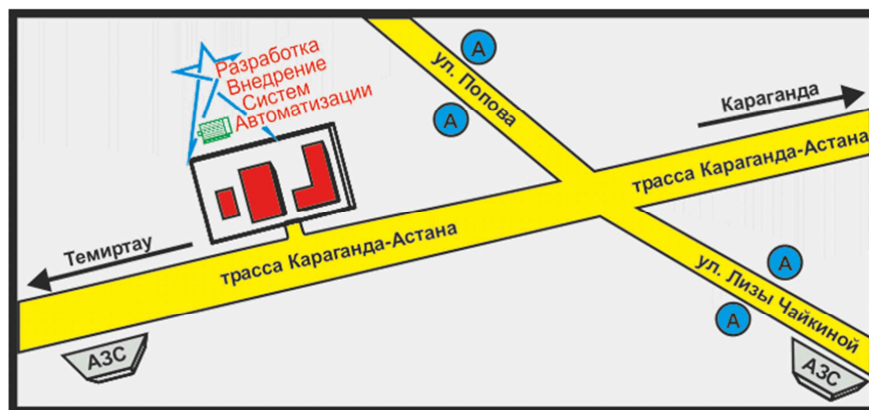 Разработка
Внедрение
Систем
Автоматизации
А
ул. Попова
А
Караганда
трасса Караганда-Астана
Темиртау
трасса Караганда-Астана
А
ул. Лизы Чайкиной
А
АЗС
АЗС